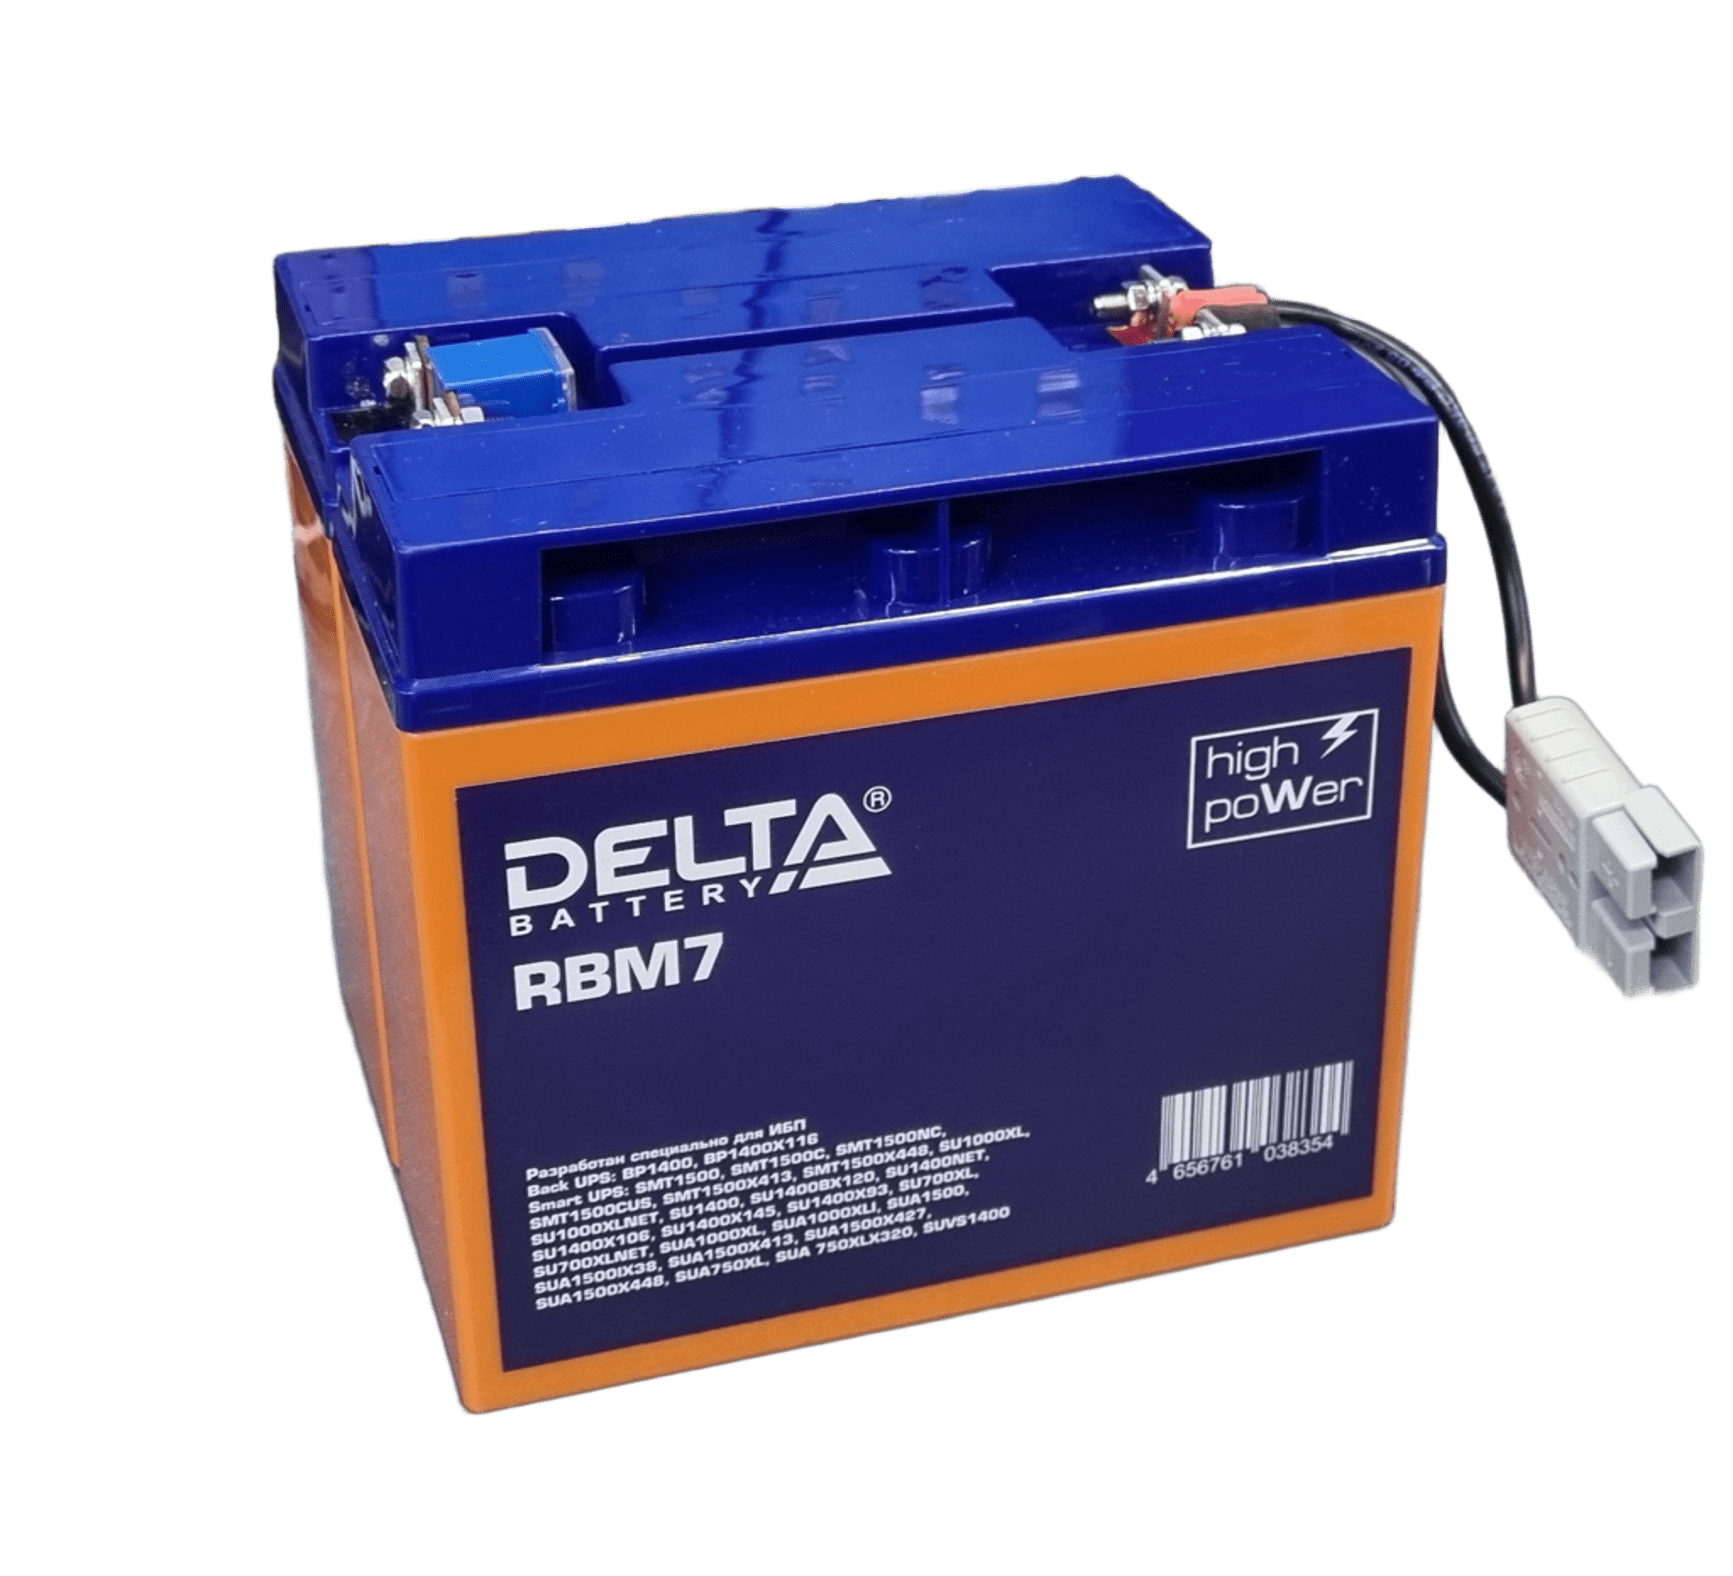 high
poWer
DELTA®
BATTERY
RBM7
Разработан специально для ИБП
Back UPS: BP1400, BP1400X116
Smart UPS: SMT1500, SMT1500C, SMT1500NC,
SMT1500CUS, SMT1500X413, SMT1500X448, SU1000XL,
SU1000XLNET, SU1400, SU1400BX120, SU1400NET,
SU1400X106, SU1400X145, SU1400X93, SU700XL,
SU700XLNET, SUA1000XL, SUA1000XLI, SUA1500,
SUA1500IX38, SUA1500X413, SUA1500X427,
SUA1500X448, SUA750XL, SUA 750XLX320, SUVS1400
4 656761 038354